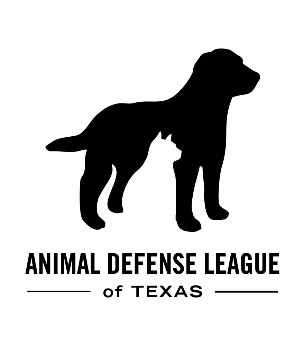 ANIMAL DEFENSE LEAGUE
of TEXAS